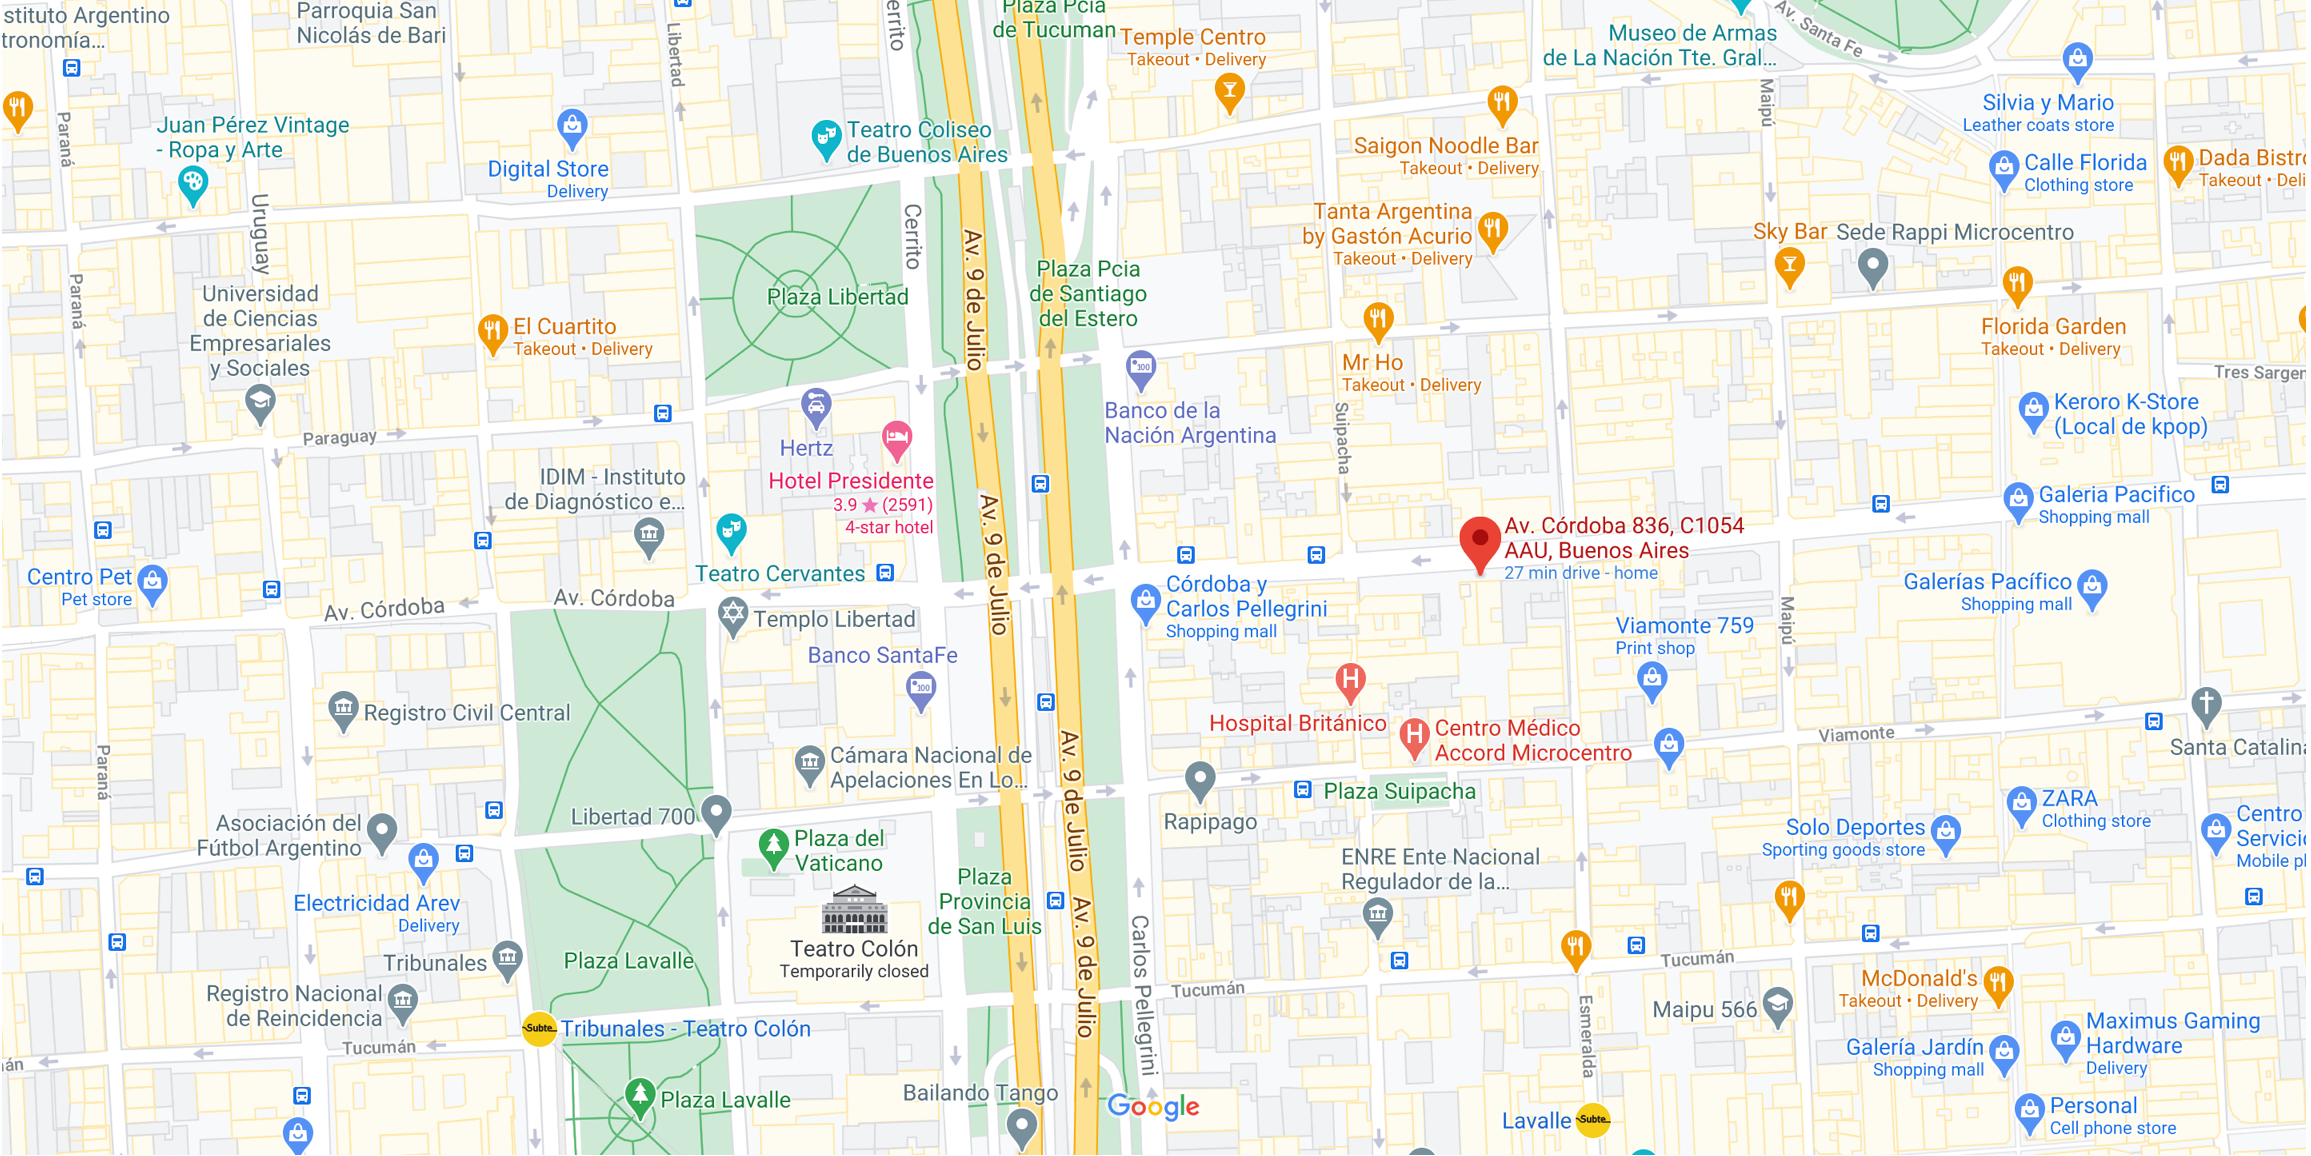 stituto Argentino
tronomía...
Parroquia San
Nicolás de Bari
Libertad
Cerrito
Plaza Pcia
de Tucuman
Temple Centro
Takeout • Delivery
Museo de Armas
de La Nación Tte. Gral...
Av. Santa Fe
Silvia y Mario
Leather coats store
Paraná
Juan Pérez Vintage
- Ropa y Arte
Digital Store
Delivery
Teatro Coliseo
de Buenos Aires
Saigon Noodle Bar
Takeout • Delivery
Maipú
Calle Florida
Clothing store
Dada Bistro
Takeout • Deli
Uruguay
Cerrito
Av. 9 de Julio
Plaza Libertad
Plaza Pcia
de Santiago
del Estero
Tanta Argentina
by Gastón Acurio
Takeout • Delivery
Sky Bar
Sede Rappi Microcentro
Paraná
Universidad
de Ciencias
Empresariales
y Sociales
El Cuartito
Takeout • Delivery
Mr Ho
Takeout • Delivery
Florida Garden
Takeout • Delivery
Tres Sargen
Paraguay
Hertz
Hotel Presidente
3.9 ★ (2591)
4-star hotel
100
Banco de la
Nación Argentina
Suipacha
Keroro K-Store
(Local de kpop)
IDIM - Instituto
de Diagnóstico e...
Av. 9 de Julio
Galeria Pacifico
Shopping mall
Av. Córdoba 836, C1054
AAU, Buenos Aires
27 min drive - home
Teatro Cervantes
Centro Pet
Pet store
Av. Córdoba
Av. Córdoba
Templo Libertad
Córdoba y
Carlos Pellegrini
Shopping mall
Galerías Pacífico
Shopping mall
Maipú
Viamonte 759
Print shop
Banco SantaFe
100
Registro Civil Central
H
Hospital Británico
H
Centro Médico
Accord Microcentro
Viamonte
Santa Catalina
Paraná
Cámara Nacional de
Apelaciones En Lo...
Av. 9 de Julio
Rapipago
Plaza Suipacha
Libertad 700
Asociación del
Fútbol Argentino
Plaza del
Vaticano
ZARA
Clothing store
Solo Deportes
Sporting goods store
Centro
Servici
Mobile p
Electricidad Arev
Delivery
Plaza
Provincia
de San Luis
Av. 9 de Julio
Carlos Pellegrini
ENRE Ente Nacional
Regulador de la...
Teatro Colón
Temporarily closed
Tribunales
Plaza Lavalle
Tucumán
Tucumán
McDonald's
Takeout • Delivery
Registro Nacional
de Reincidencia
Maipu 566
Esmeralda
Subte...
Tribunales - Teatro Colón
Tucumán
án
Maximus Gaming
Hardware
Delivery
Galería Jardín
Shopping mall
Plaza Lavalle
Bailando Tango
Google
Lavalle
Subte...
Personal
Cell phone store